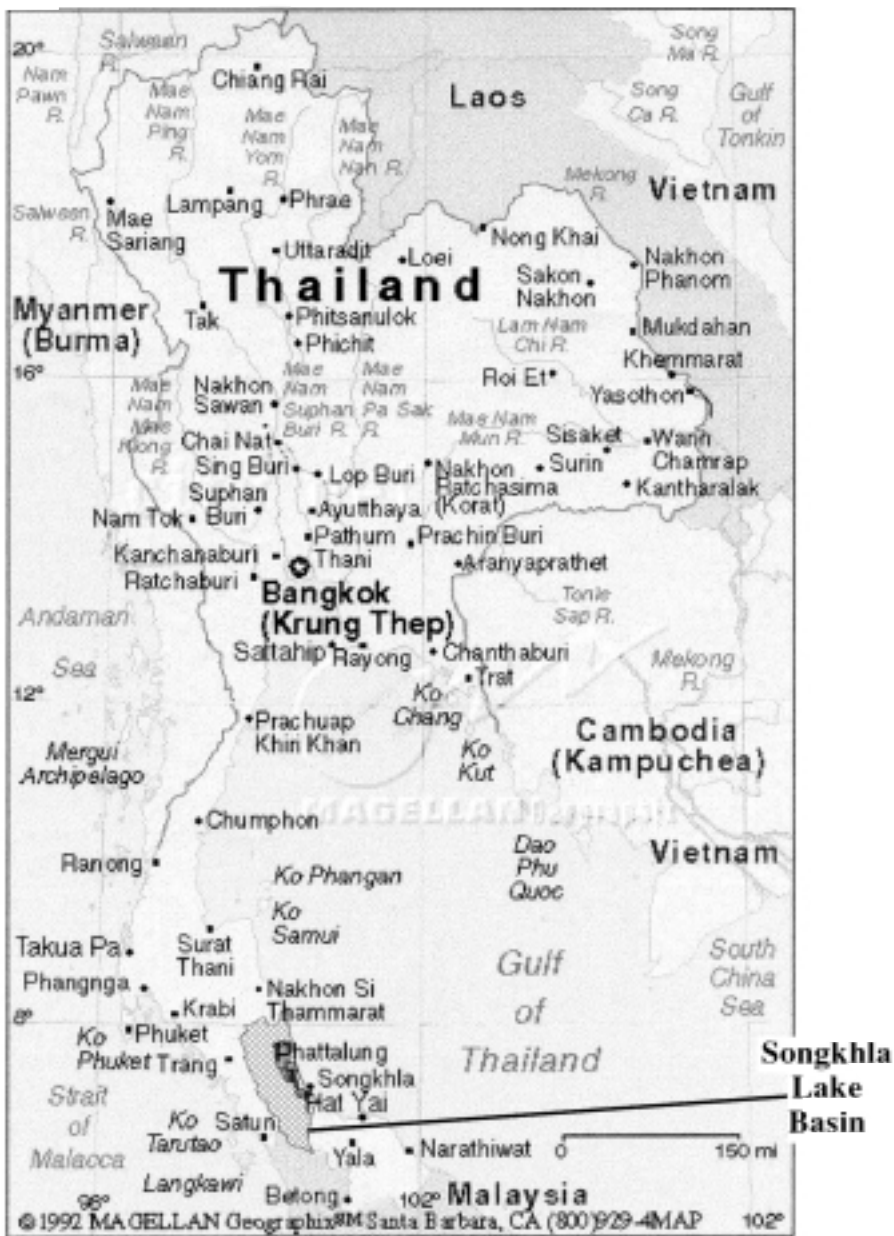 20°
Salween
R.
Nam
Pawn
R.
Mae
Nam
Ping
R.
Chiang Rai
Mae
Nam
Yom
R.
Mae
Nam
Nan R.
Laos
Song
Ma R.
Song
Ca R.
Gulf
of
Tonkin
Mekong
R.
Vietnam
Salween
R.
Mae
Sariang
Lampang
Phrae
Uttaradit
Loei
Nong Khai
Nakhon
Phanom
Sakon
Nakhon
Thailand
Myanmer
(Burma)
Tak
Phitsanulok
Phichit
Lam Nam
Chi R.
Mukdahan
Khemmarat
16°
Mae
Nam
Mae
Klong
R.
Nakhon
Sawan
Mae
Nam
Suphan
Buri R.
Mae
Nam
Pa Sak
R.
Roi Et
Yasothon
Mae Nam
Mun R.
Chai Nat
Sing Buri
Lop Buri
Nakhon
Ratchasima
(Korat)
Sisaket
Surin
Warin
Chamrap
Kantharalak
Suphan
Buri
Nam Tok
Ayutthaya
Pathum
Thani
Prachin Buri
Kanchanaburi
Ratchaburi
Aranyaprathet
Bangkok
(Krung Thep)
Tonle
Sap R.
Andaman
Sea
Sattahip
Rayong
Chanthaburi
Trat
Mekong
R.
12°
Ko
Chang
Prachuap
Khiri Khan
Ko
Kut
Cambodia
(Kampuchea)
Mergui
Archipelago
MAGELLAN Geographix
Chumphon
Ranong
Dao
Phu
Quoc
Vietnam
Ko Phangan
Ko
Samui
Takua Pa
Surat
Thani
Phangnga
Gulf
of
Thailand
South
China
Sea
Nakhon Si
Thammarat
Krabi
8°
Ko
Phuket
Phuket
Trang
Phattalung
Songkhla
Hat Yai
Songkhla
Lake
Basin
Strait
of
Malacca
Ko
Tarutao
Satun
Langkawi
Yala
Narathiwat
0
150 mi
Betong
98°
102°
Malaysia
©1992 MAGELLAN Geographix℠ Santa Barbara, CA (800)929-4MAP
102°